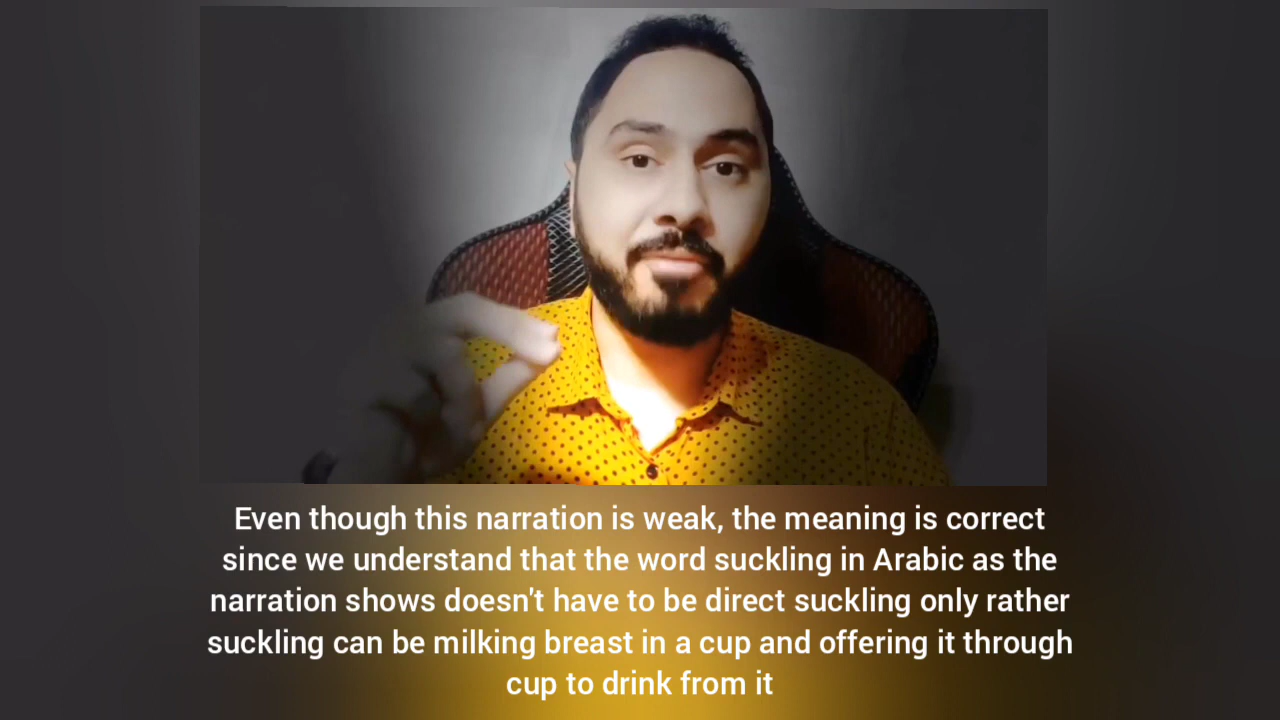 Even though this narration is weak, the meaning is correct
since we understand that the word suckling in Arabic as the
narration shows doesn't have to be direct suckling only rather
suckling can be milking breast in a cup and offering it through
cup to drink from it